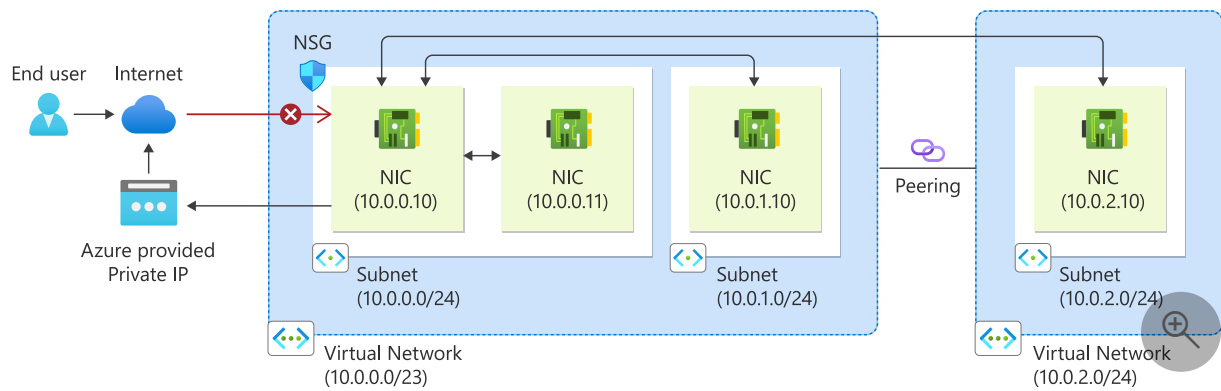 NSG
End user
Internet
NIC
(10.0.0.10)
NIC
(10.0.0.11)
NIC
(10.0.1.10)
Peering
NIC
(10.0.2.10)
Azure provided
Private IP
Subnet
(10.0.0.0/24)
Subnet
(10.0.1.0/24)
Subnet
(10.0.2.0/24)
Virtual Network
(10.0.0.0/23)
Virtual Network
(10.0.2.0/24)